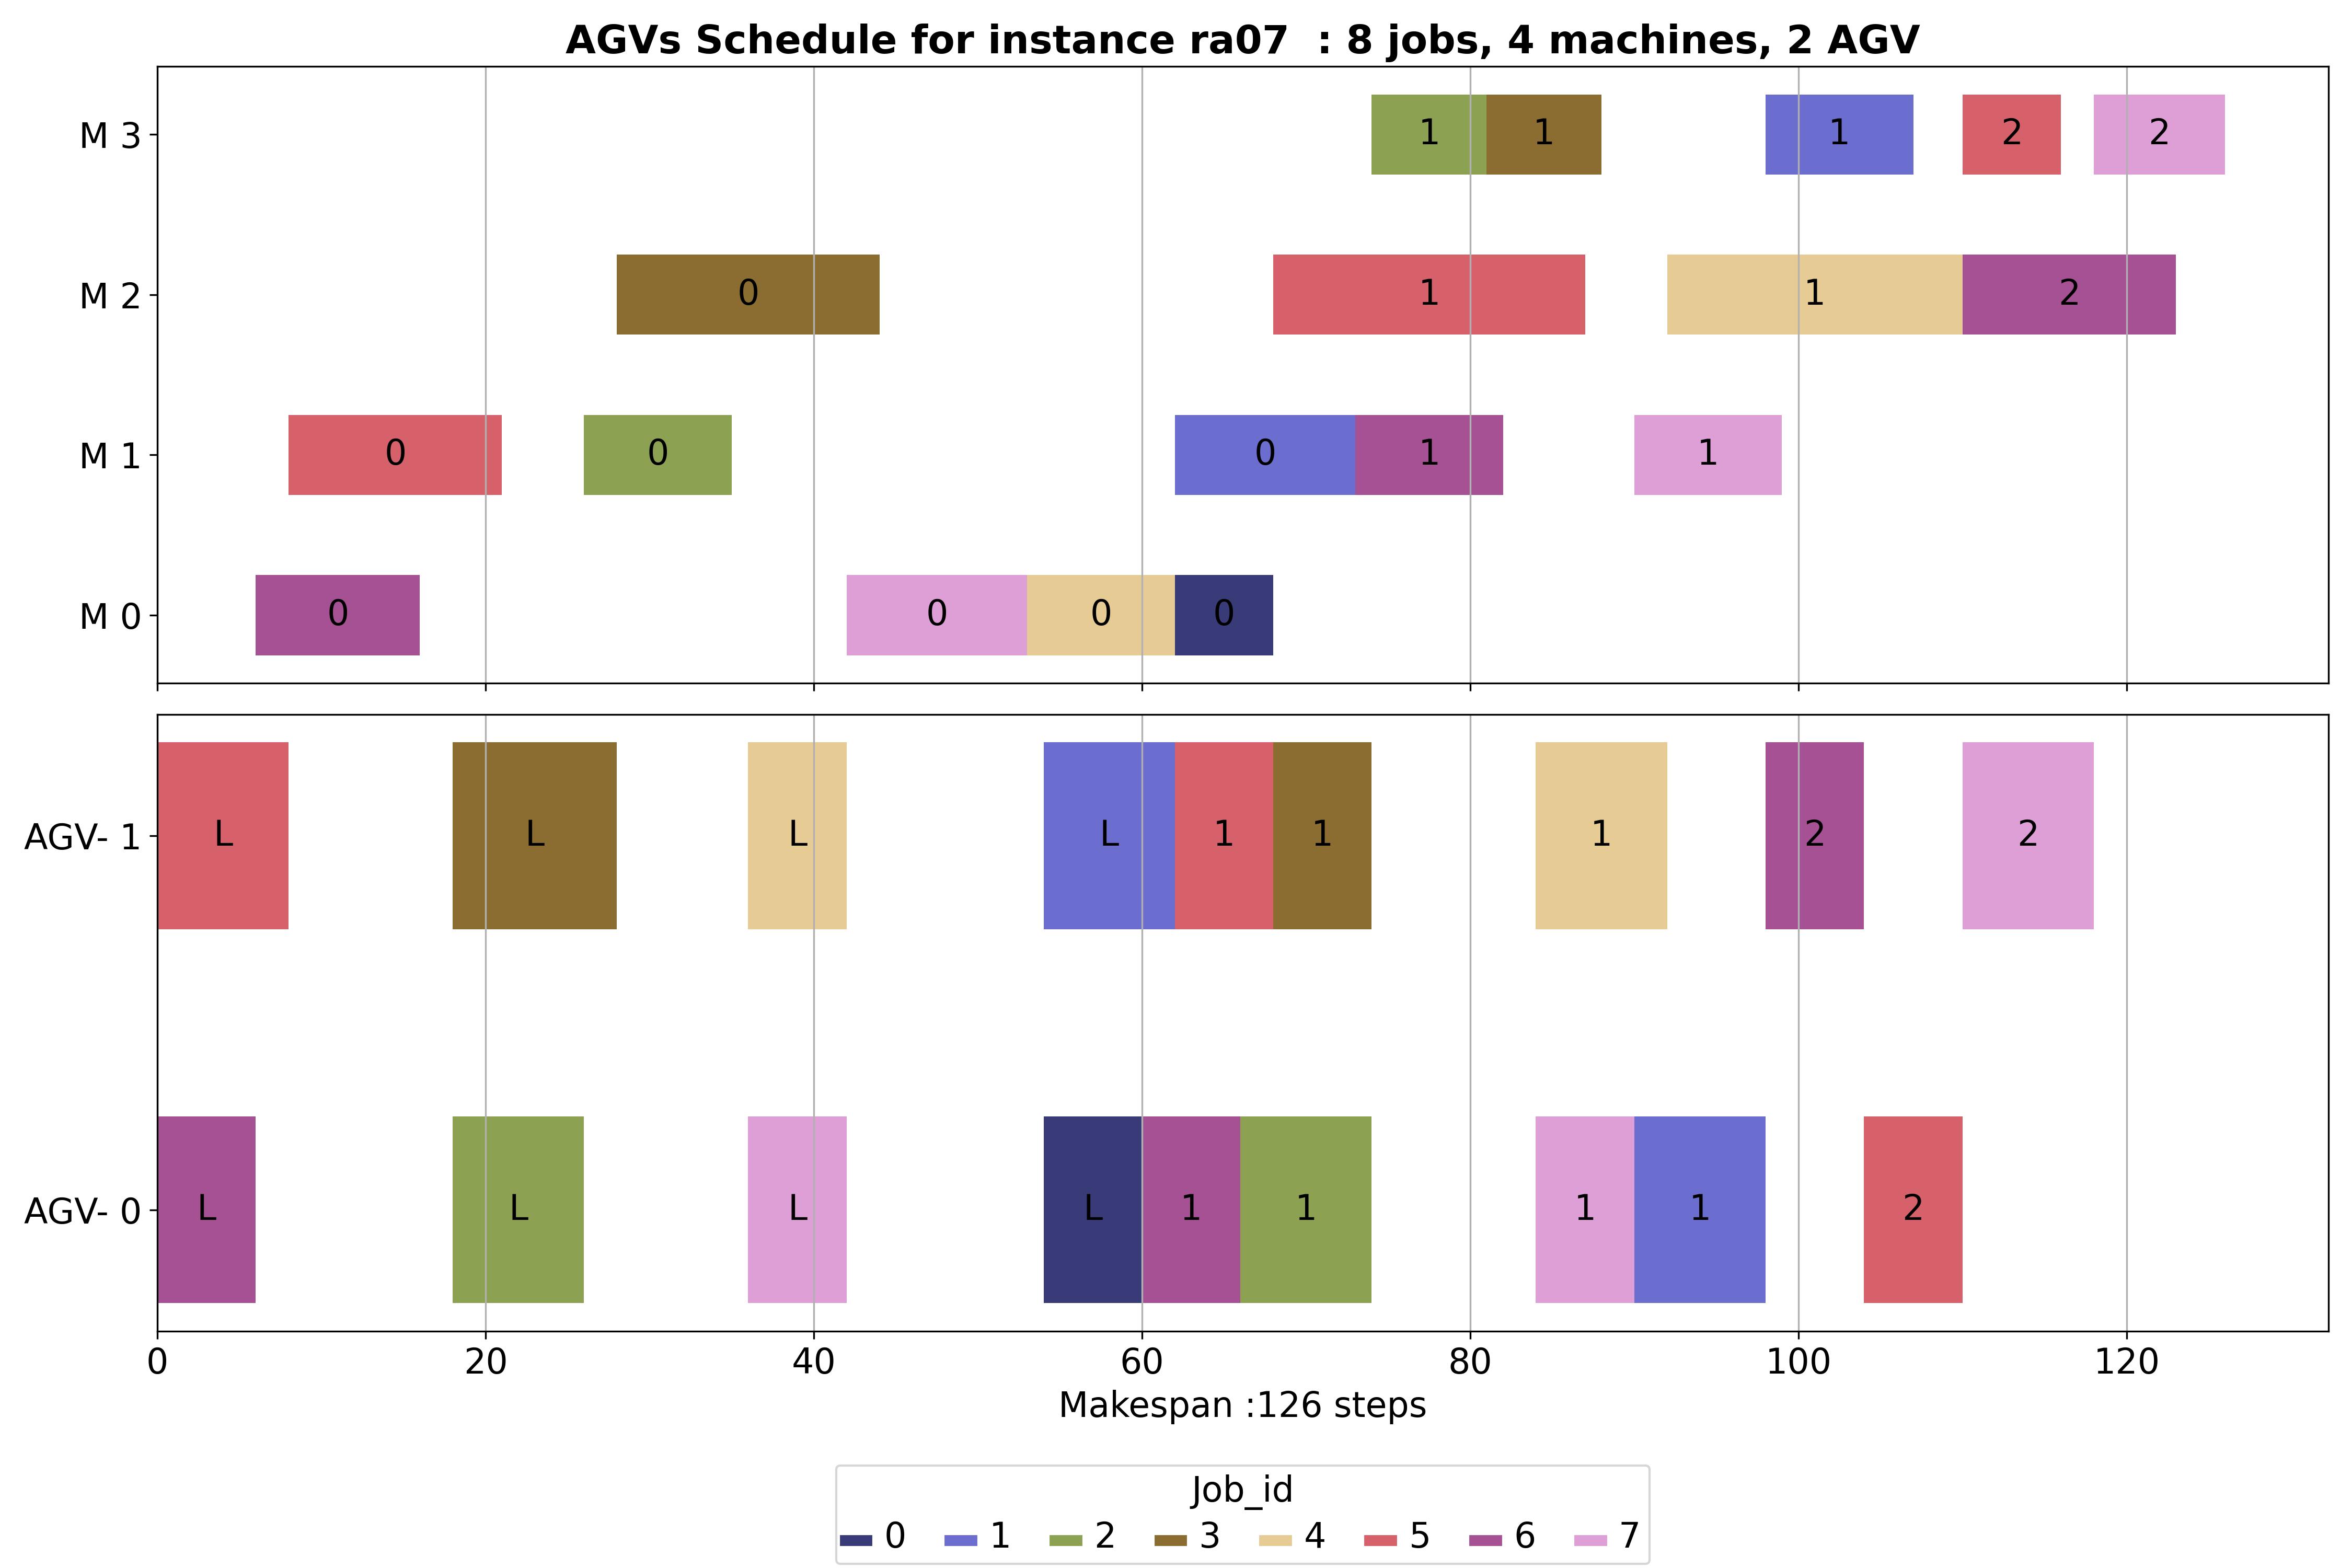 AGVs Schedule for instance ra07  : 8 jobs, 4 machines, 2 AGV
M 3 1 1 1 2 2
M 2 0 1 1 2
M 1 0 0 0 1 1
M 0 0 0 0 0
AGV- 1 L L L L 1 1 1 2 2
AGV- 0 L L L L 1 1 1 1 2
0 20 40 60 80 100 120
Makespan :126 steps
Job_id
0 1 2 3 4 5 6 7